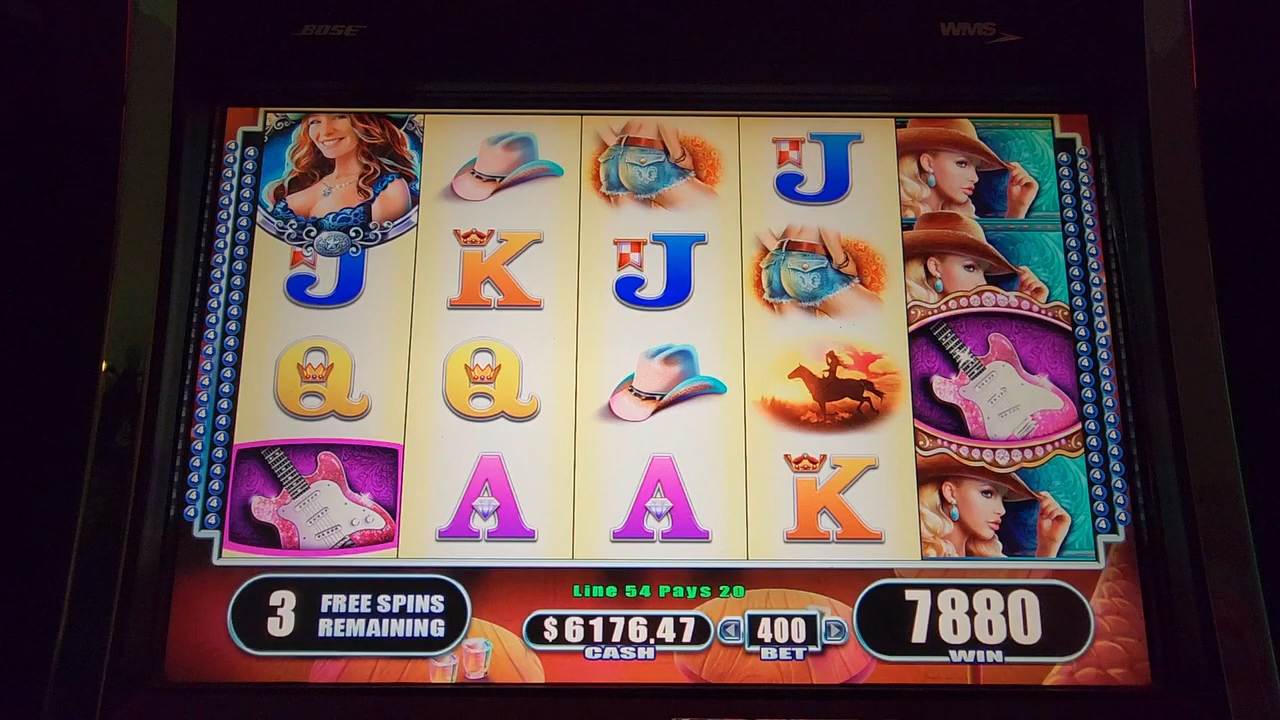 BOSE
WMS
J
K
J
K
J
Q
Q
A
A
K
3 FREE SPINS REMAINING
Line 54 Pays 20
$6176.47
CASH
400
BET
7880
WIN